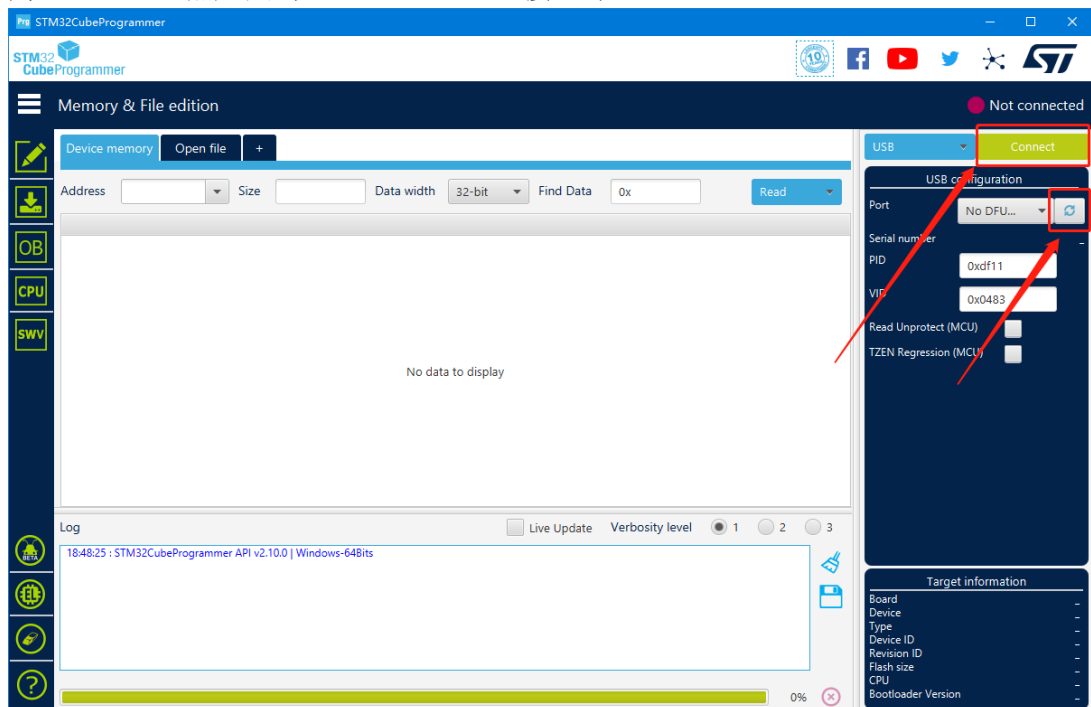 Prg STM32CubeProgrammer
STM32
CubeProgrammer
10
Memory & File edition
Not connected
Device memory
Open file
+
USB
Connect
Address
Size
Data width
32-bit
Find Data
0x
Read
USB configuration
Port
No DFU...
Serial number
-
PID
0xdf11
VID
0x0483
Read Unprotect (MCU)
TZEN Regression (MCU)
OB
CPU
SWV
No data to display
Log
Live Update
Verbosity level
1
2
3
18:48:25 : STM32CubeProgrammer API v2.10.0 | Windows-64Bits
BETA
EL
?
0%
Target information
Board -
Device -
Type -
Device ID -
Revision ID -
Flash size -
CPU -
Bootloader Version -